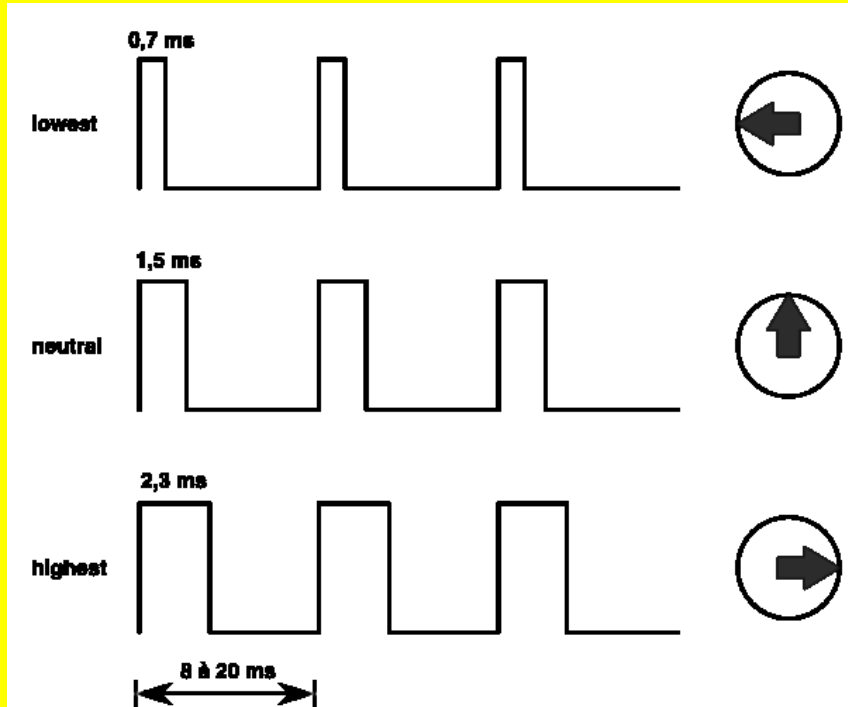 0,7 ms
lowest
1,5 ms
neutral
2,3 ms
highest
8 à 20 ms